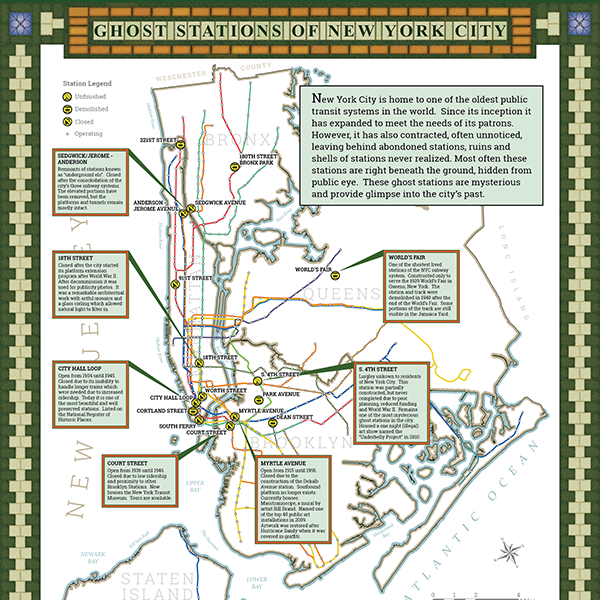 GHOST STATIONS OF NEW YORK CITY
Station Legend
Unfinished
Demolished
Closed
Operating
WESCHESTER COUNTY
New York City is home to one of the oldest public
transit systems in the world. Since its inception it
has expanded to meet the needs of its patrons.
However, it has also contracted, often unnoticed,
leaving behind abondoned stations, ruins and
shells of stations never realized. Most often these
stations are right beneath the ground, hidden from
public eye. These ghost stations are mysterious
and provide glimpse into the city's past.
221ST STREET
BRONX
180TH STREET
BRONX PARK
SEDGWICK/JEROME -
ANDERSON
Remnants of stations known
as "underground els". Closed
after the consolodation of the
city's three subway systems.
The elevated portions have
been removed, but the
platforms and tunnels remain
mostly intact.
ANDERSON -
JEROME AVENUE
SEDGWICK AVENUE
LONG ISLAND
18TH STREET
Closed after the city started
its platform extension
program after World War II.
After decommission it was
used for publicity photos. It
was a remarkable architectural
work with artful mosaics and
a glass ceiling which allowed
natural light to filter in.
91ST STREET
WORLD'S FAIR
QUEENS
WORLD'S FAIR
One of the shortest lived
stations of the NYC subway
system. Constructed only to
serve the 1939 World's Fair in
Queens, New York. The
station and track were
demolished in 1940 after the
end of the World's Fair. Some
portions of the track are still
visible in the Jamaica Yard.
MANHATTAN
NEW JERSEY
18TH STREET
CITY HALL LOOP
Open from 1904 until 1945.
Closed due to its inability to
handle longer trains which
were needed due to increased
ridership. Today it is one of
the most beautiful and well
preserved stations. Listed on
the National Register of
Historic Places.
S. 4TH STREET
WORTH STREET
PARK AVENUE
CITY HALL LOOP
CORTLAND STREET
MYRTLE AVENUE
DEAN STREET
SOUTH FERRY
COURT STREET
BROOKLYN
S. 4TH STREET
Largley unkown to residents
of New York City. This
station was partially
constructed, but never
completed due to poor
planning, reduced funding
and World War II. Remains
one of the most mysterious
ghost stations in the city.
Housed a one night (illegal)
art show named the
"Underbelly Project" in 2010.
COURT STREET
Open from 1936 until 1946.
Closed due to low ridership
and proximity to other
Brooklyn Stations. Now
houses the New York Transit
Museum. Tours are available.
MYRTLE AVENUE
Open from 1915 until 1956.
Closed due to the
construction of the Dekalb
Avenue station. Southbound
platform no longer exists.
Currently houses
Masstransiscope, a mural by
artist Bill Brand. Named one
of the top 40 public art
installations in 2009.
Artwork was restored after
Hurricane Sandy when it was
covered in graffiti.
UPPER
BAY
NEWARK
BAY
STATEN
ISLAND
LOWER
BAY
ATLANTIC OCEAN
0 1 2 4